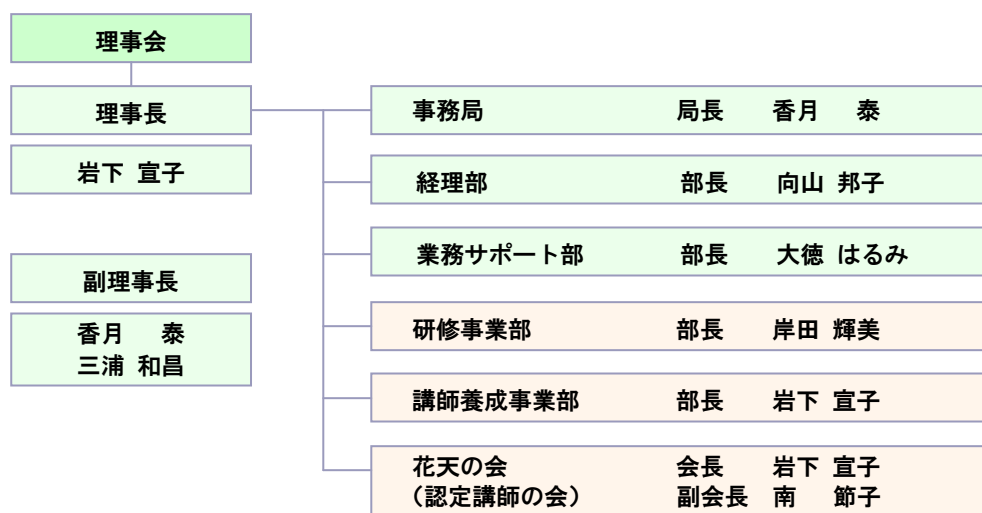 理事会
理事長
岩下 宣子
副理事長
香月 泰
三浦 和昌
事務局 局長 香月 泰
経理部 部長 向山 邦子
業務サポート部 部長 大徳 はるみ
研修事業部 部長 岸田 輝美
講師養成事業部 部長 岩下 宣子
花天の会 会長 岩下 宣子
（認定講師の会） 副会長 南 節子